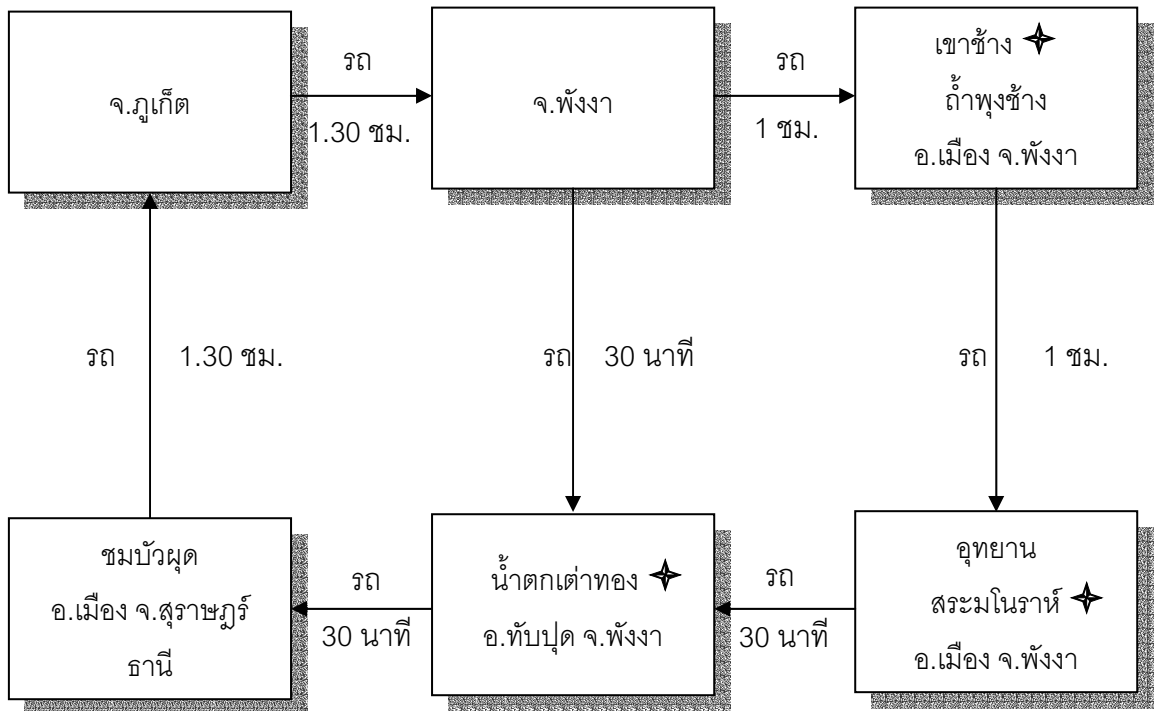 จ.ภูเก็ต
รถ
1.30 ชม.
จ.พังงา
รถ
1 ชม.
เขาช้าง
ถ้ำพุงช้าง
อ.เมือง จ.พังงา
รถ 1.30 ชม.
รถ 30 นาที
รถ 1 ชม.
ชมบัวผุด
อ.เมือง จ.สุราษฎร์
ธานี
รถ
30 นาที
น้ำตกเต่าทอง
อ.ทับปุด จ.พังงา
รถ
30 นาที
อุทยาน
สระมโนราห์
อ.เมือง จ.พังงา